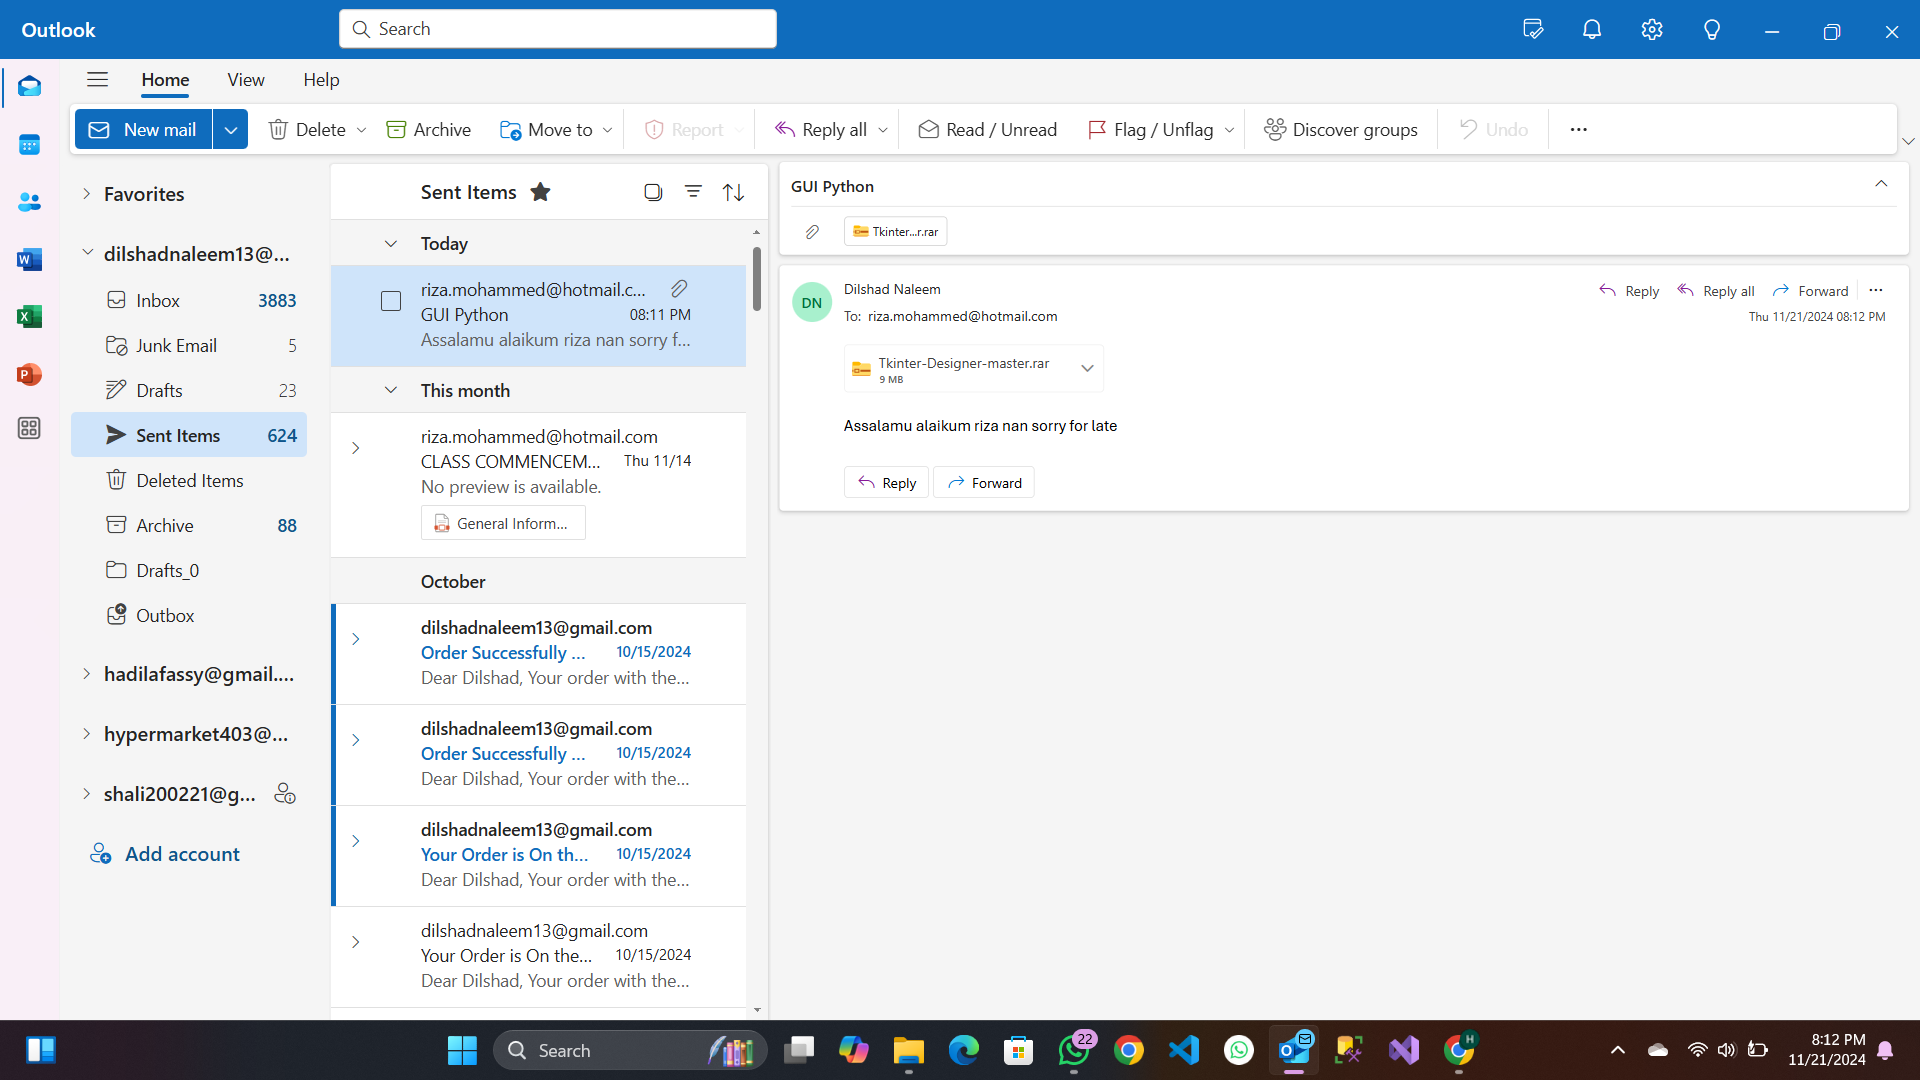 Outlook
Search
Home View Help
New mail Delete Archive Move to Report Reply all Read / Unread Flag / Unflag Discover groups Undo
Favorites
dilshadnaleem13@...
Inbox 3883
Junk Email 5
Drafts 23
Sent Items 624
Deleted Items
Archive 88
Drafts_0
Outbox
hadilafassy@gmail....
hypermarket403@...
shali200221@g...
Add account
Sent Items
Today
riza.mohammed@hotmail.c...
GUI Python 08:11 PM
Assalamu alaikum riza nan sorry f...
This month
riza.mohammed@hotmail.com
CLASS COMMENCEM... Thu 11/14
No preview is available.
General Inform...
October
dilshadnaleem13@gmail.com
Order Successfully ... 10/15/2024
Dear Dilshad, Your order with the...
dilshadnaleem13@gmail.com
Order Successfully ... 10/15/2024
Dear Dilshad, Your order with the...
dilshadnaleem13@gmail.com
Your Order is On th... 10/15/2024
Dear Dilshad, Your order with the...
dilshadnaleem13@gmail.com
Your Order is On the... 10/15/2024
Dear Dilshad, Your order with the...
GUI Python
Tkinter...r.rar
DN
Dilshad Naleem
To: riza.mohammed@hotmail.com
Reply Reply all Forward
Thu 11/21/2024 08:12 PM
Tkinter-Designer-master.rar
9 MB
Assalamu alaikum riza nan sorry for late
Reply Forward
Search
22
H
8:12 PM
11/21/2024